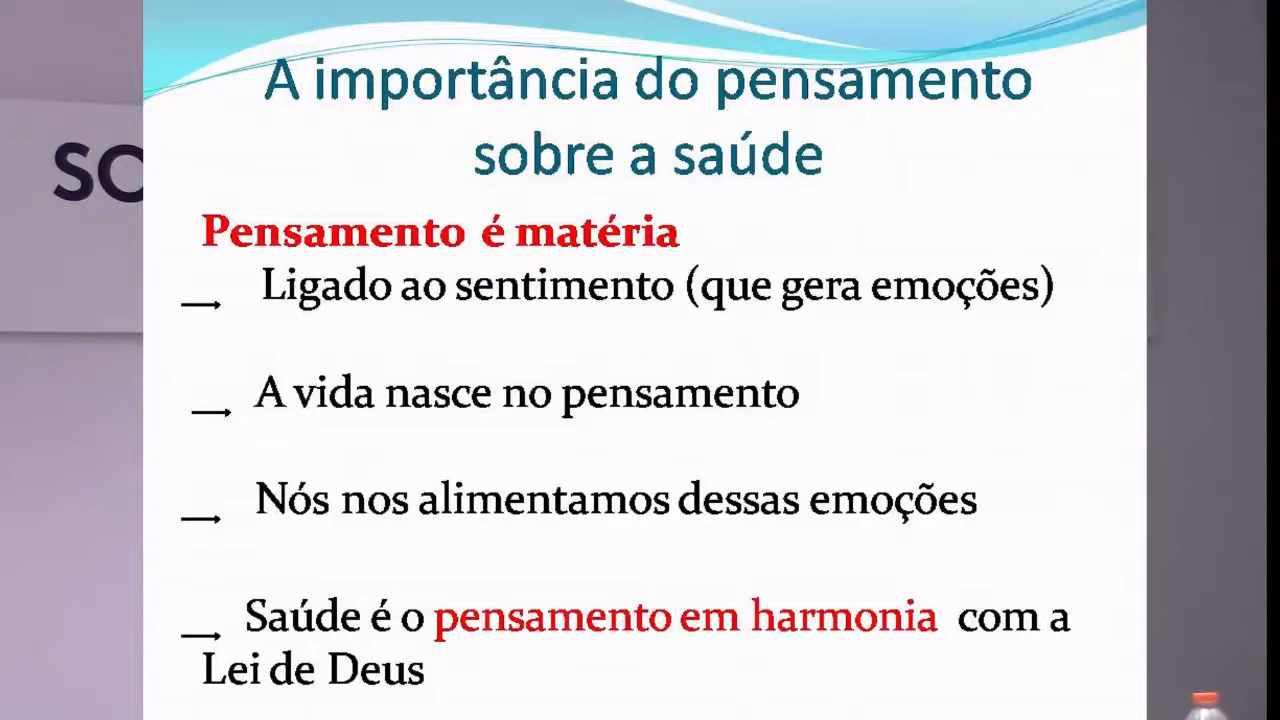 A importância do pensamento
sobre a saúde
SO
Pensamento é matéria
Ligado ao sentimento (que gera emoções)
A vida nasce no pensamento
Nós nos alimentamos dessas emoções
Saúde é o pensamento em harmonia com a
Lei de Deus